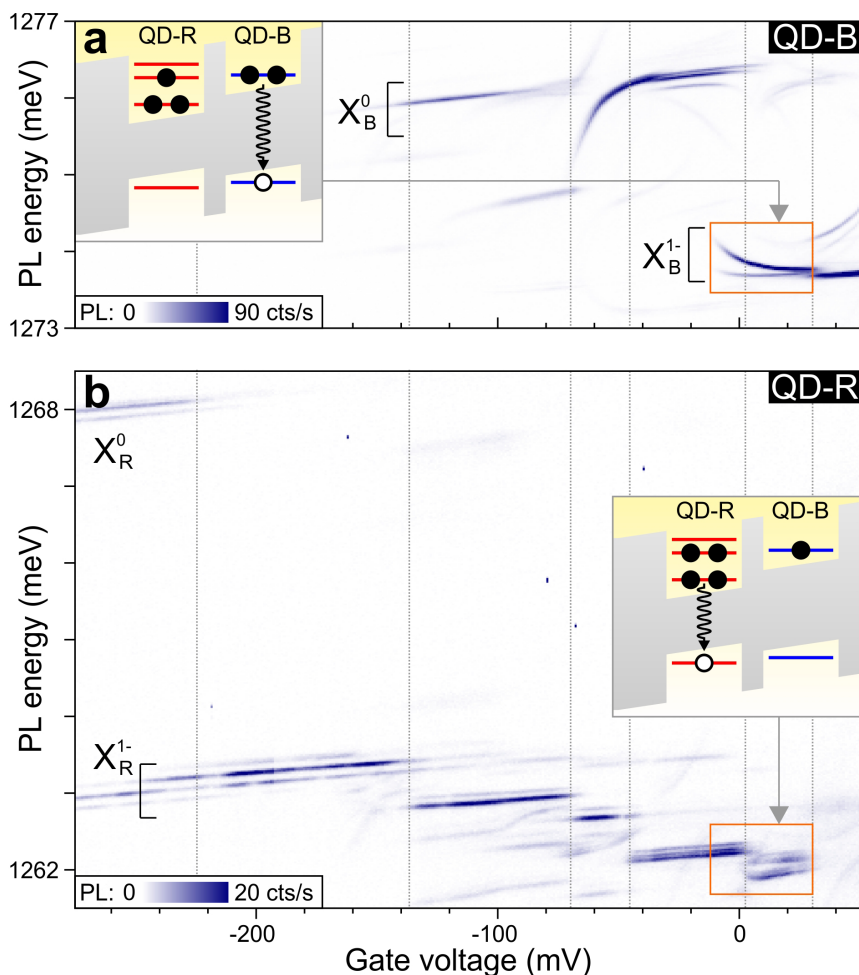 1277
a
QD-R QD-B
QD-B
X_B^0
X_B^{1-}
PL energy (meV)
PL: 0 90 cts/s
1273
b
QD-R
1268
X_R^0
QD-R QD-B
PL energy (meV)
X_R^{1-}
1262
PL: 0 20 cts/s
-200 -100 0
Gate voltage (mV)